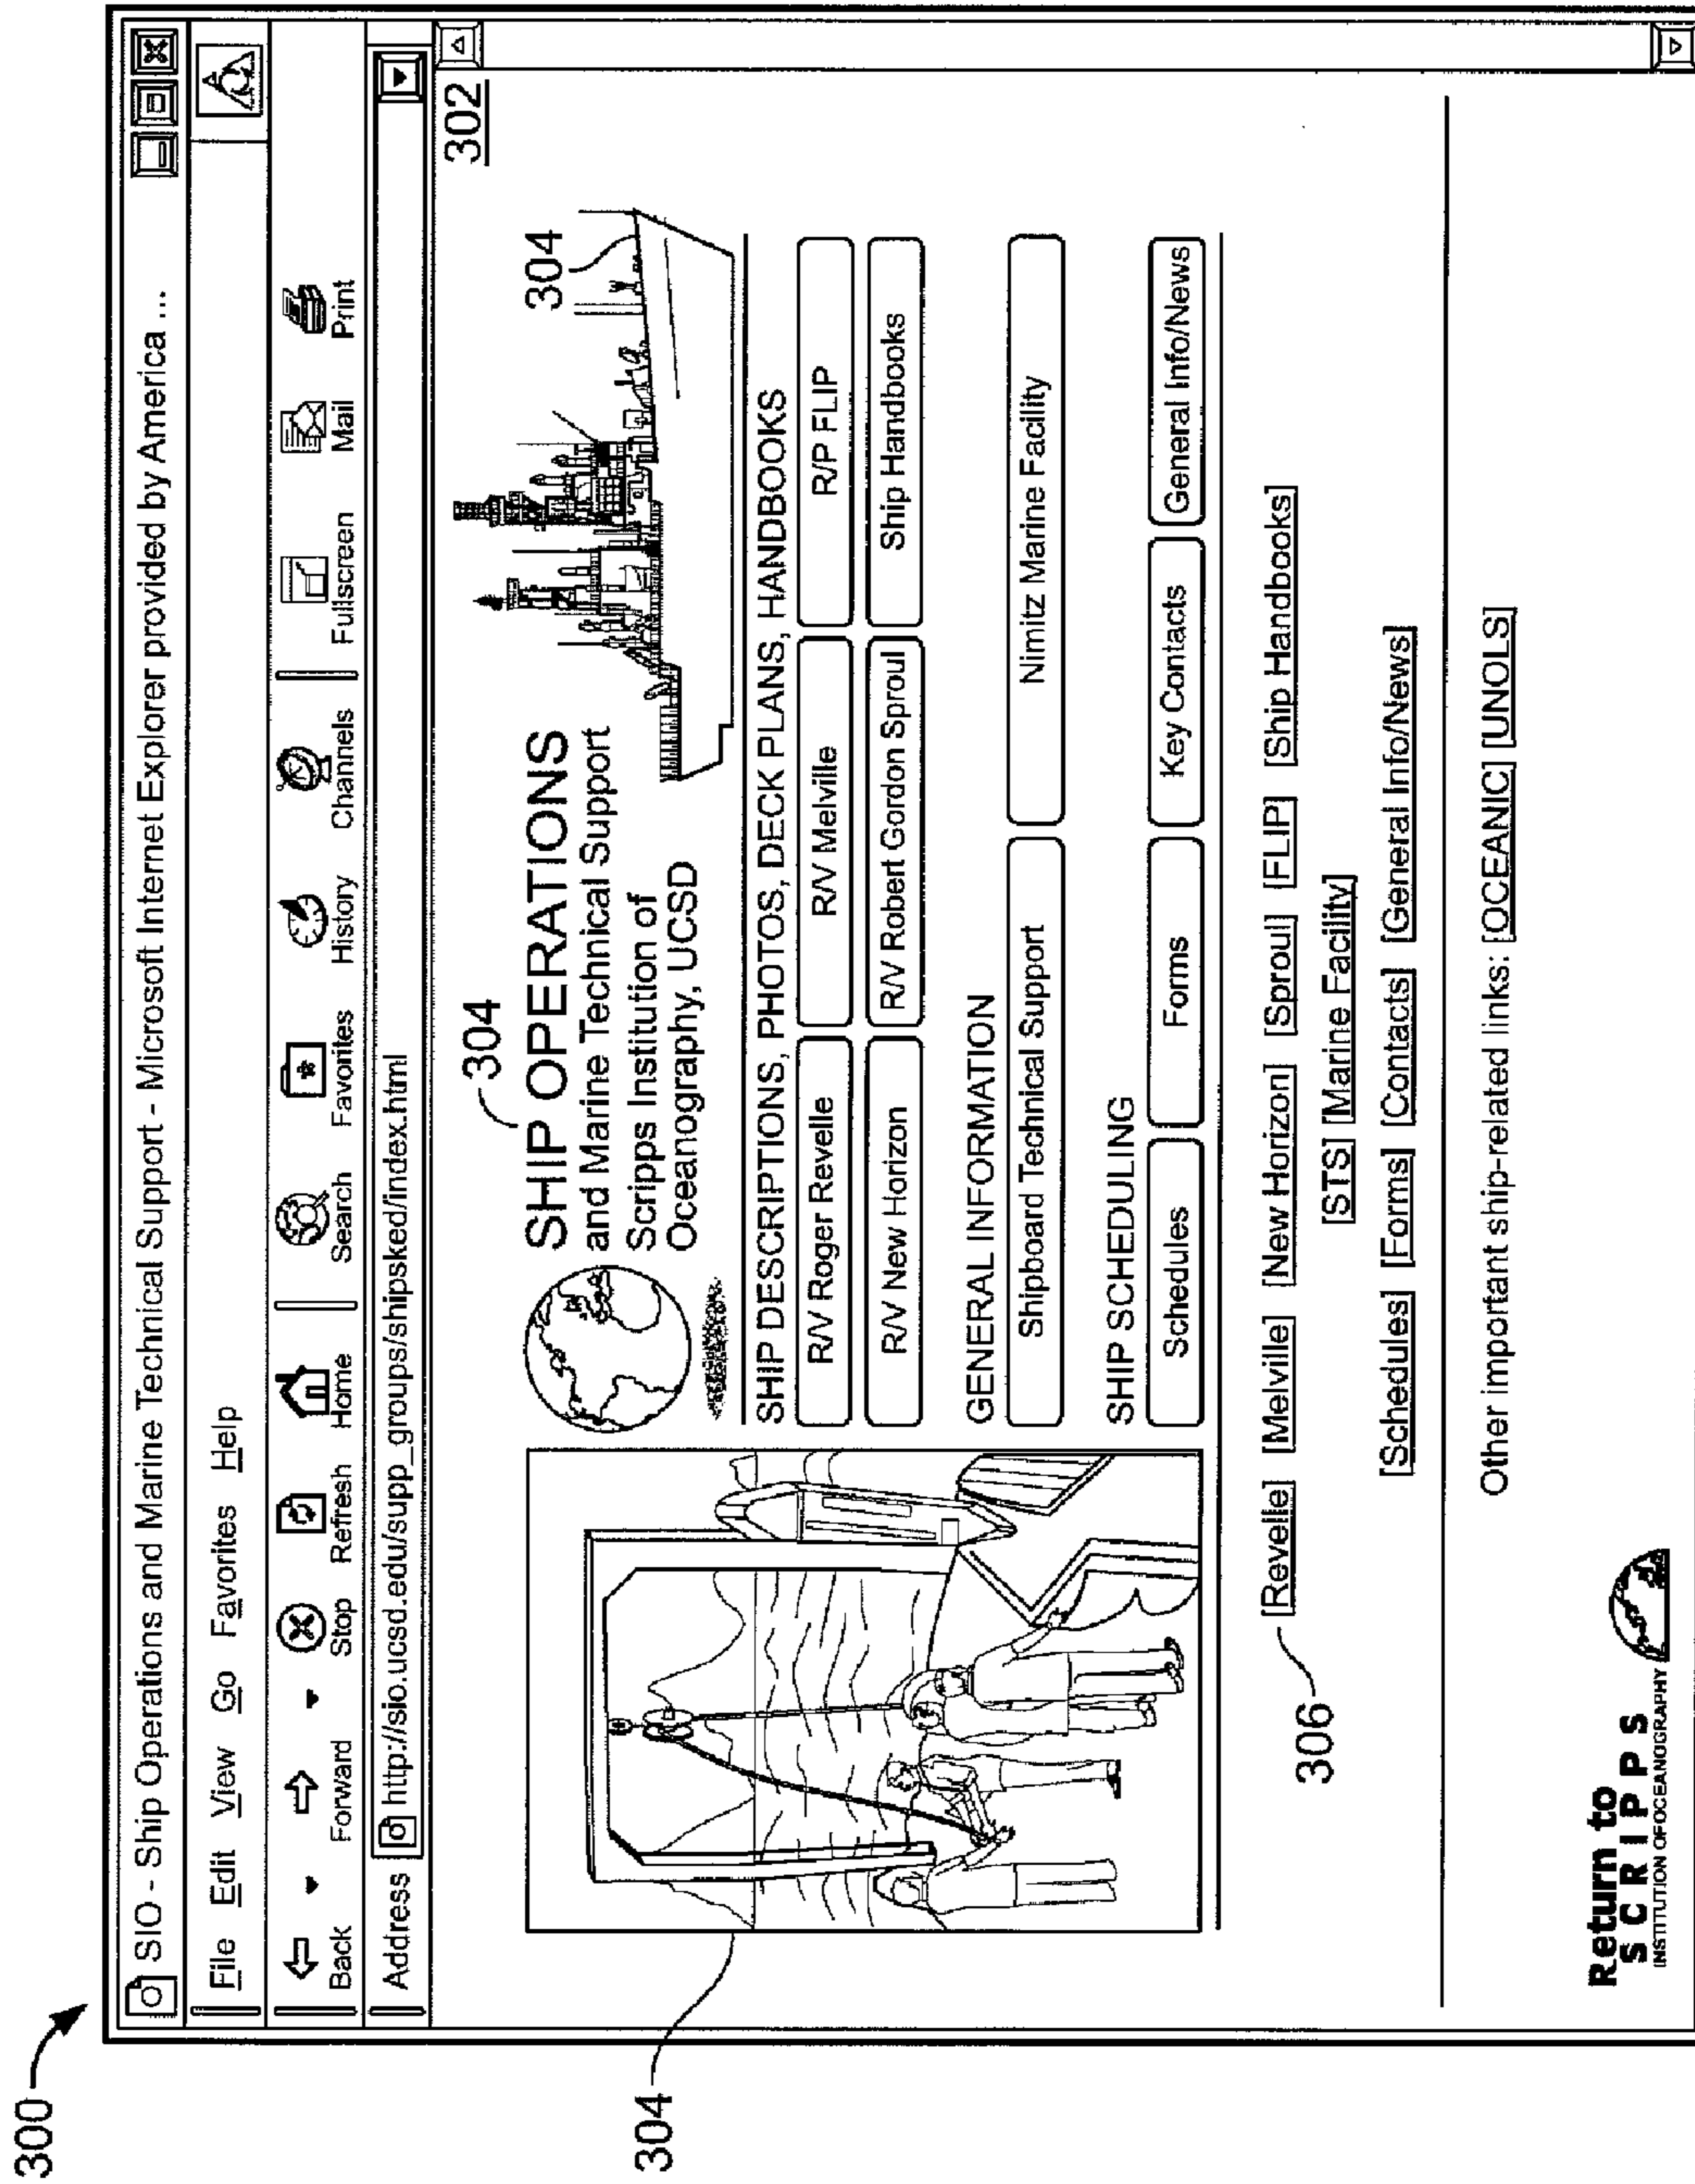 300
SIO - Ship Operations and Marine Technical Support - Microsoft Internet Explorer provided by America ...
File Edit View Go Favorites Help
Back Forward Stop Refresh Home Search Favorites History Channels Fullscreen Mail Print
Address http://sio.ucsd.edu/supp_groups/shipsked/index.html
302
304
304
304
SHIP OPERATIONS
and Marine Technical Support
Scripps Institution of
Oceanography, UCSD
SHIP DESCRIPTIONS, PHOTOS, DECK PLANS, HANDBOOKS
R/V Roger Revelle R/V Melville R/P FLIP
R/V New Horizon R/V Robert Gordon Sproul Ship Handbooks
GENERAL INFORMATION
Shipboard Technical Support Nimitz Marine Facility
SHIP SCHEDULING
Schedules Forms Key Contacts General Info/News
306
[Revelle] [Melville] [New Horizon] [Sproul] [FLIP] [Ship Handbooks]
[STS] [Marine Facility]
[Schedules] [Forms] [Contacts] [General Info/News]
Other important ship-related links: [OCEANIC] [UNOLS]
Return to
SCRIPPS
INSTITUTION OF OCEANOGRAPHY